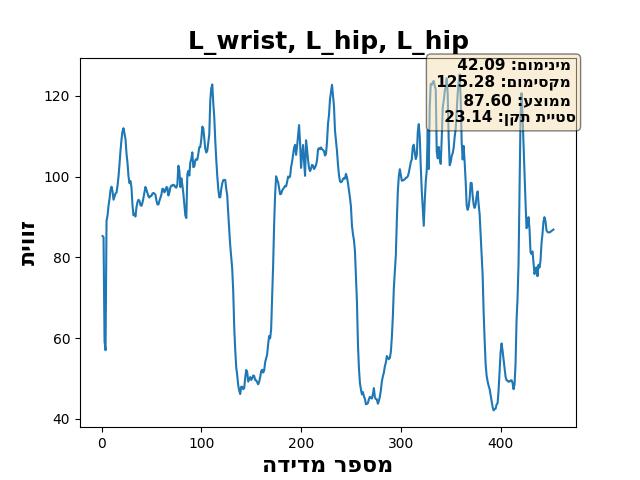 L_wrist, L_hip, L_hip
מינימום: 42.09
מקסימום: 125.28
ממוצע: 87.60
סטיית תקן: 23.14
זווית
120
100
80
60
40
0 100 200 300 400
מספר מדידה